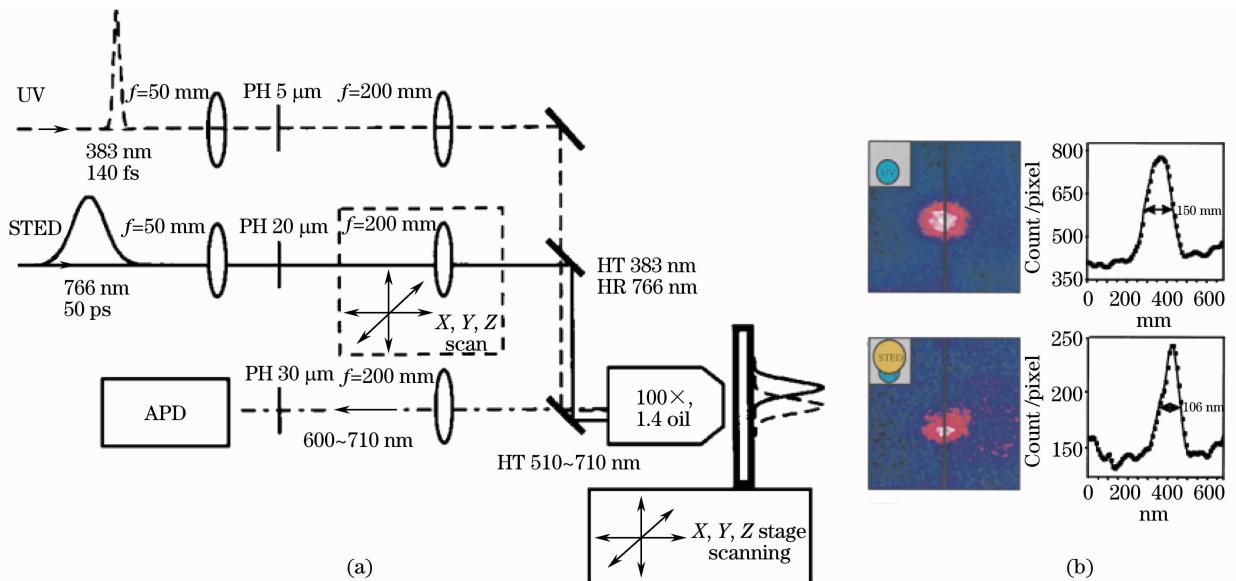 UV
f=50 mm
PH 5 μm
f=200 mm
383 nm
140 fs
STED
f=50 mm
PH 20 μm
f=200 mm
766 nm
50 ps
X, Y, Z
scan
HT 383 nm
HR 766 nm
APD
PH 30 μm
f=200 mm
600~710 nm
100×,
1.4 oil
HT 510~710 nm
X, Y, Z stage
scanning
(a)
UV
Count /pixel
800
650
500
350
150 mm
0 200 400 600
mm
STED
Count /pixel
250
200
150
106 nm
0 200 400 600
nm
(b)